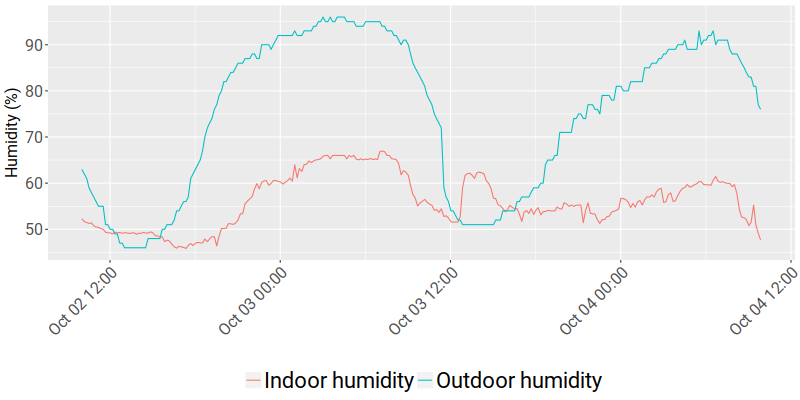 Humidity (%)
90
80
70
60
50
Oct 02 12:00
Oct 03 00:00
Oct 03 12:00
Oct 04 00:00
Oct 04 12:00
Indoor humidity Outdoor humidity